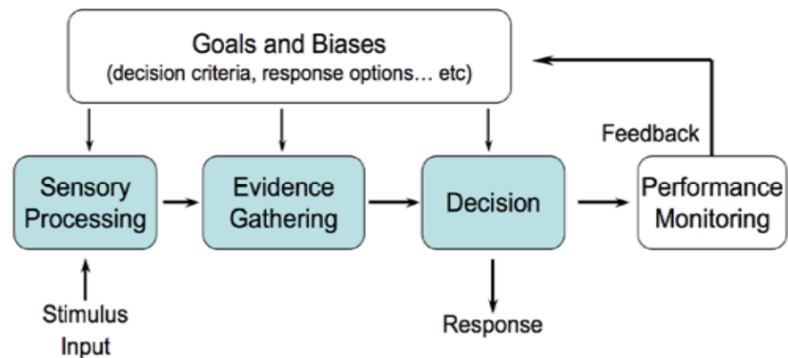 Goals and Biases
(decision criteria, response options... etc)
Feedback
Sensory
Processing
Evidence
Gathering
Decision
Performance
Monitoring
Stimulus
Input
Response